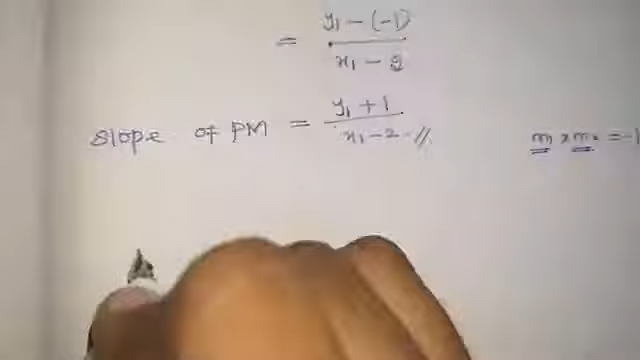 = y₁ - (-1) / x₁ - 2
slope of PM = y₁ + 1 / x₁ - 2 //
m₁ × m₂ = -1